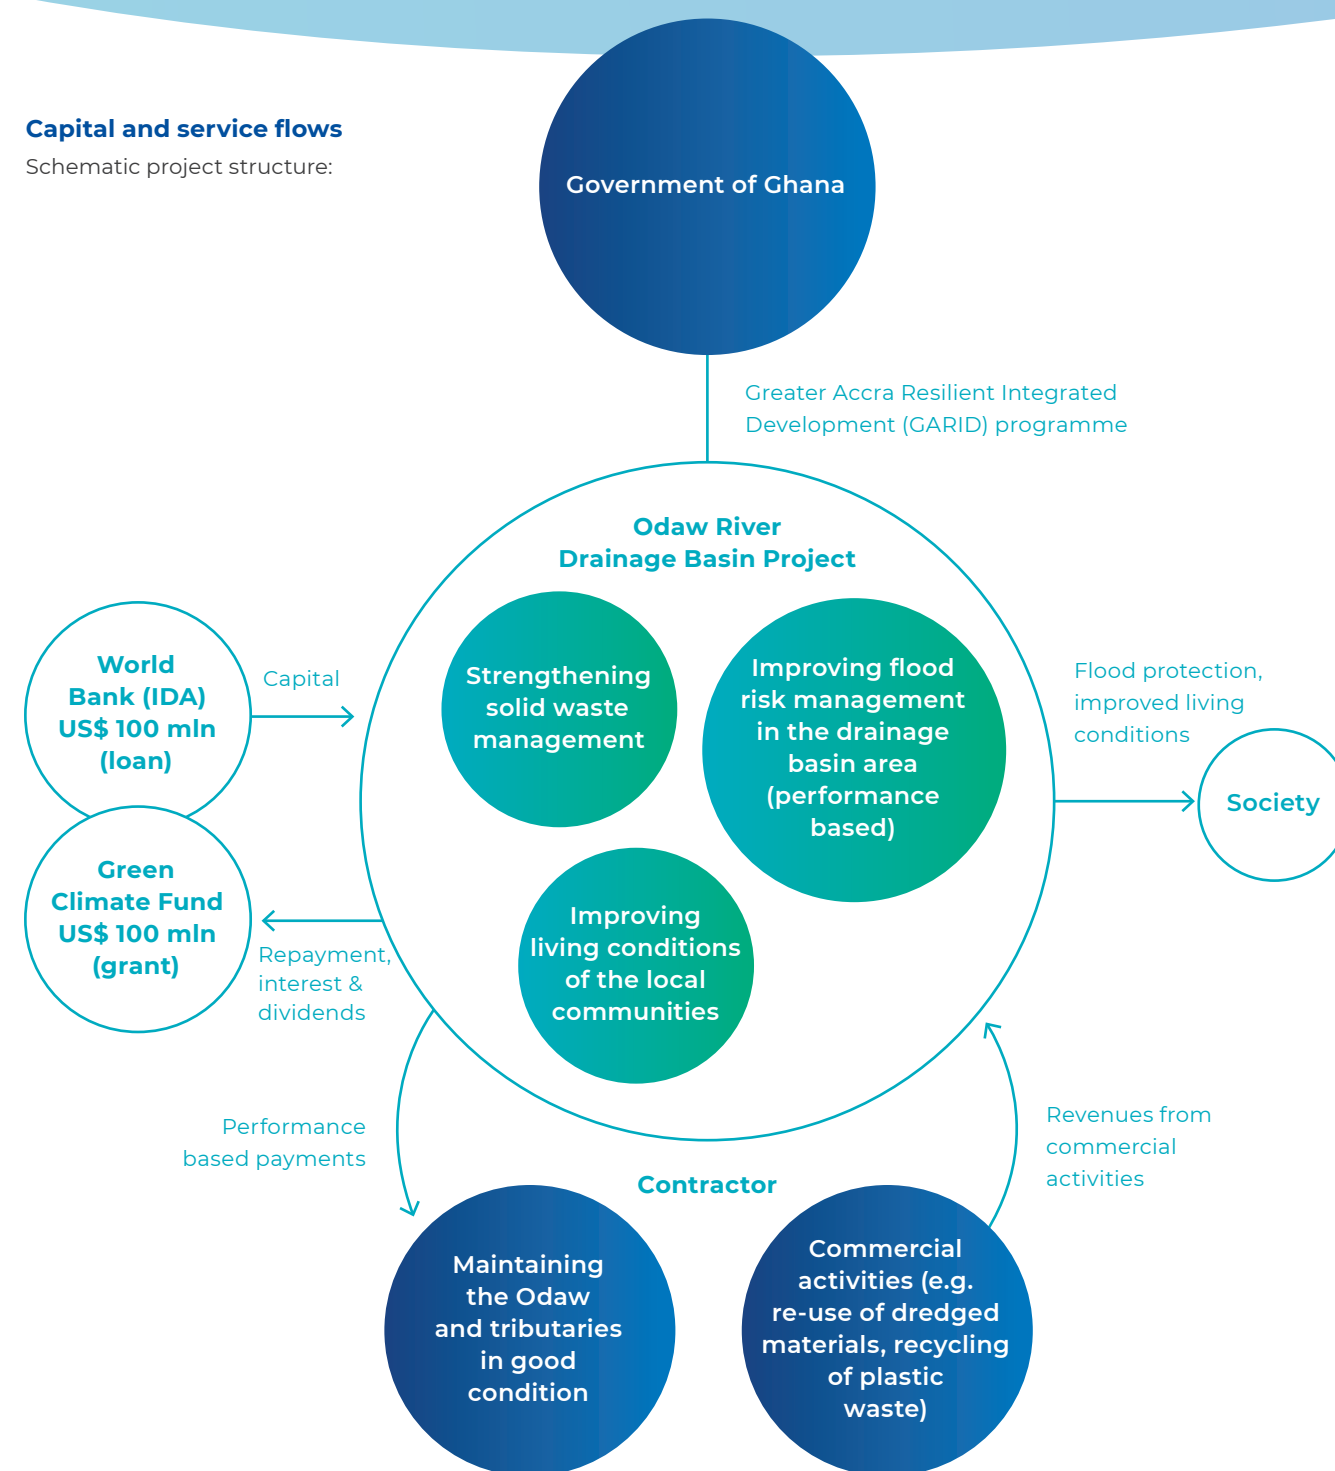 Capital and service flows
Schematic project structure:
Government of Ghana
Greater Accra Resilient Integrated
Development (GARID) programme
Odaw River
Drainage Basin Project
World
Bank (IDA)
US$ 100 mln
(loan)
Capital
Strengthening
solid waste
management
Improving flood
risk management
in the drainage
basin area
(performance
based)
Flood protection,
improved living
conditions
Society
Green
Climate Fund
US$ 100 mln
(grant)
Repayment,
interest &
dividends
Improving
living conditions
of the local
communities
Performance
based payments
Revenues from
commercial
activities
Contractor
Maintaining
the Odaw
and tributaries
in good
condition
Commercial
activities (e.g.
re-use of dredged
materials, recycling
of plastic
waste)